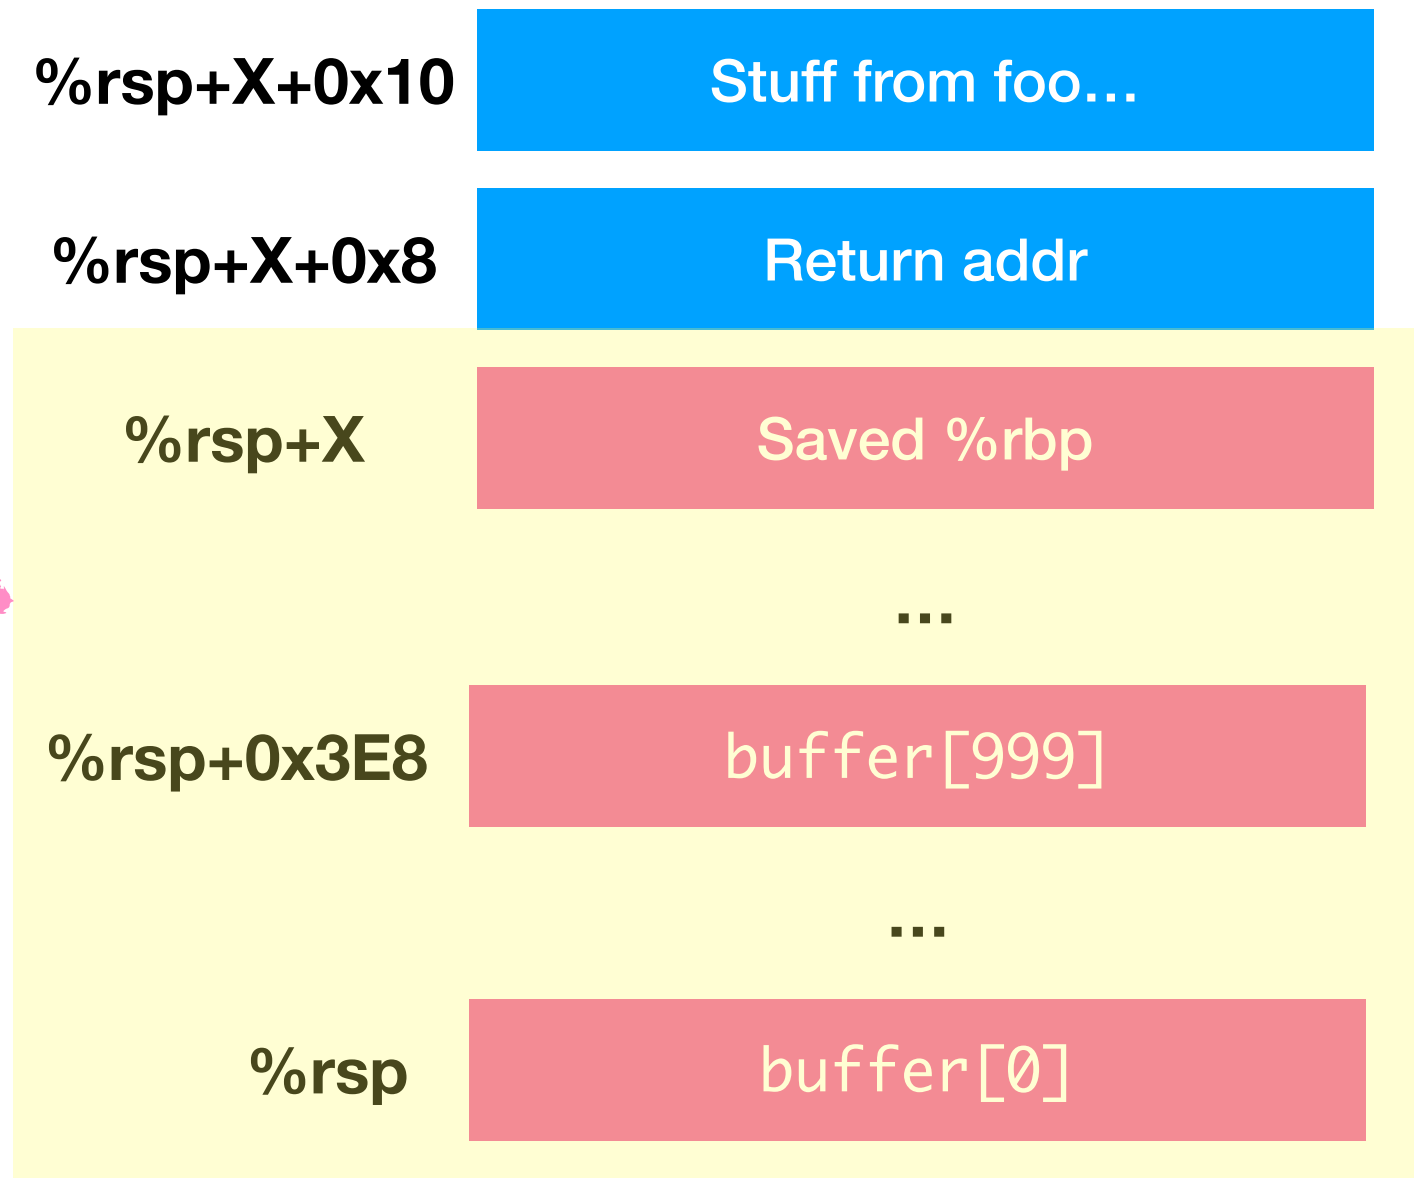 %rsp+X+0x10 Stuff from foo...
%rsp+X+0x8 Return addr
%rsp+X Saved %rbp
...
%rsp+0x3E8 buffer[999]
...
%rsp buffer[0]